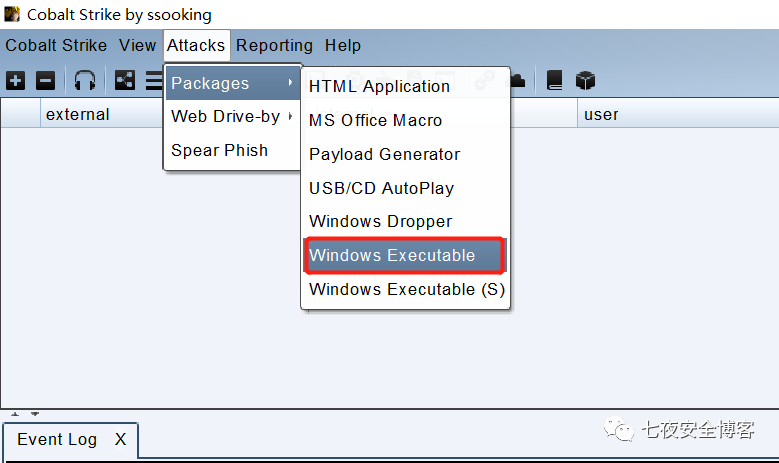 Cobalt Strike by ssooking
Cobalt Strike View Attacks Reporting Help
Packages
Web Drive-by
Spear Phish
HTML Application
MS Office Macro
Payload Generator
USB/CD AutoPlay
Windows Dropper
Windows Executable
Windows Executable (S)
external
user
Event Log X
七夜安全博客